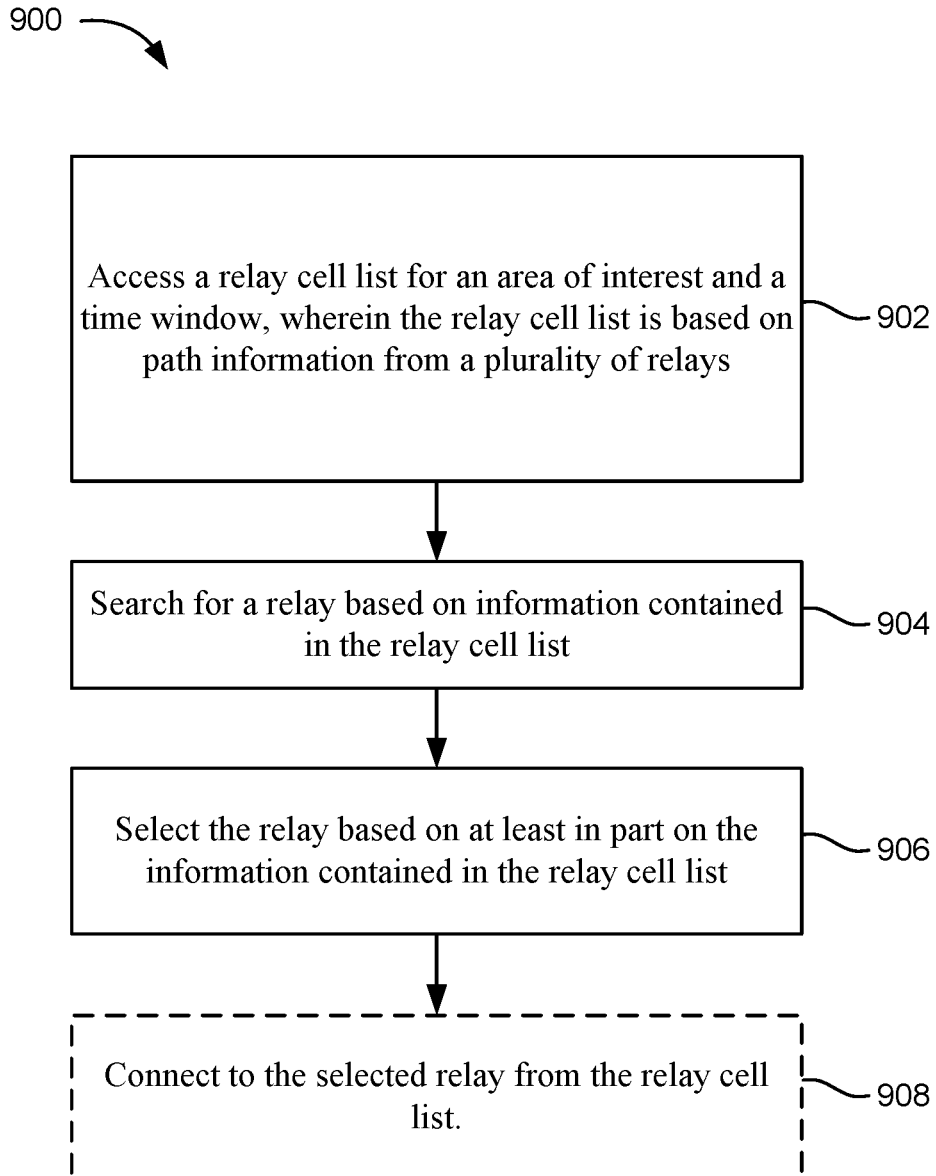 900
Access a relay cell list for an area of interest and a
time window, wherein the relay cell list is based on
path information from a plurality of relays
902
Search for a relay based on information contained
in the relay cell list
904
Select the relay based on at least in part on the
information contained in the relay cell list
906
Connect to the selected relay from the relay cell
list.
908